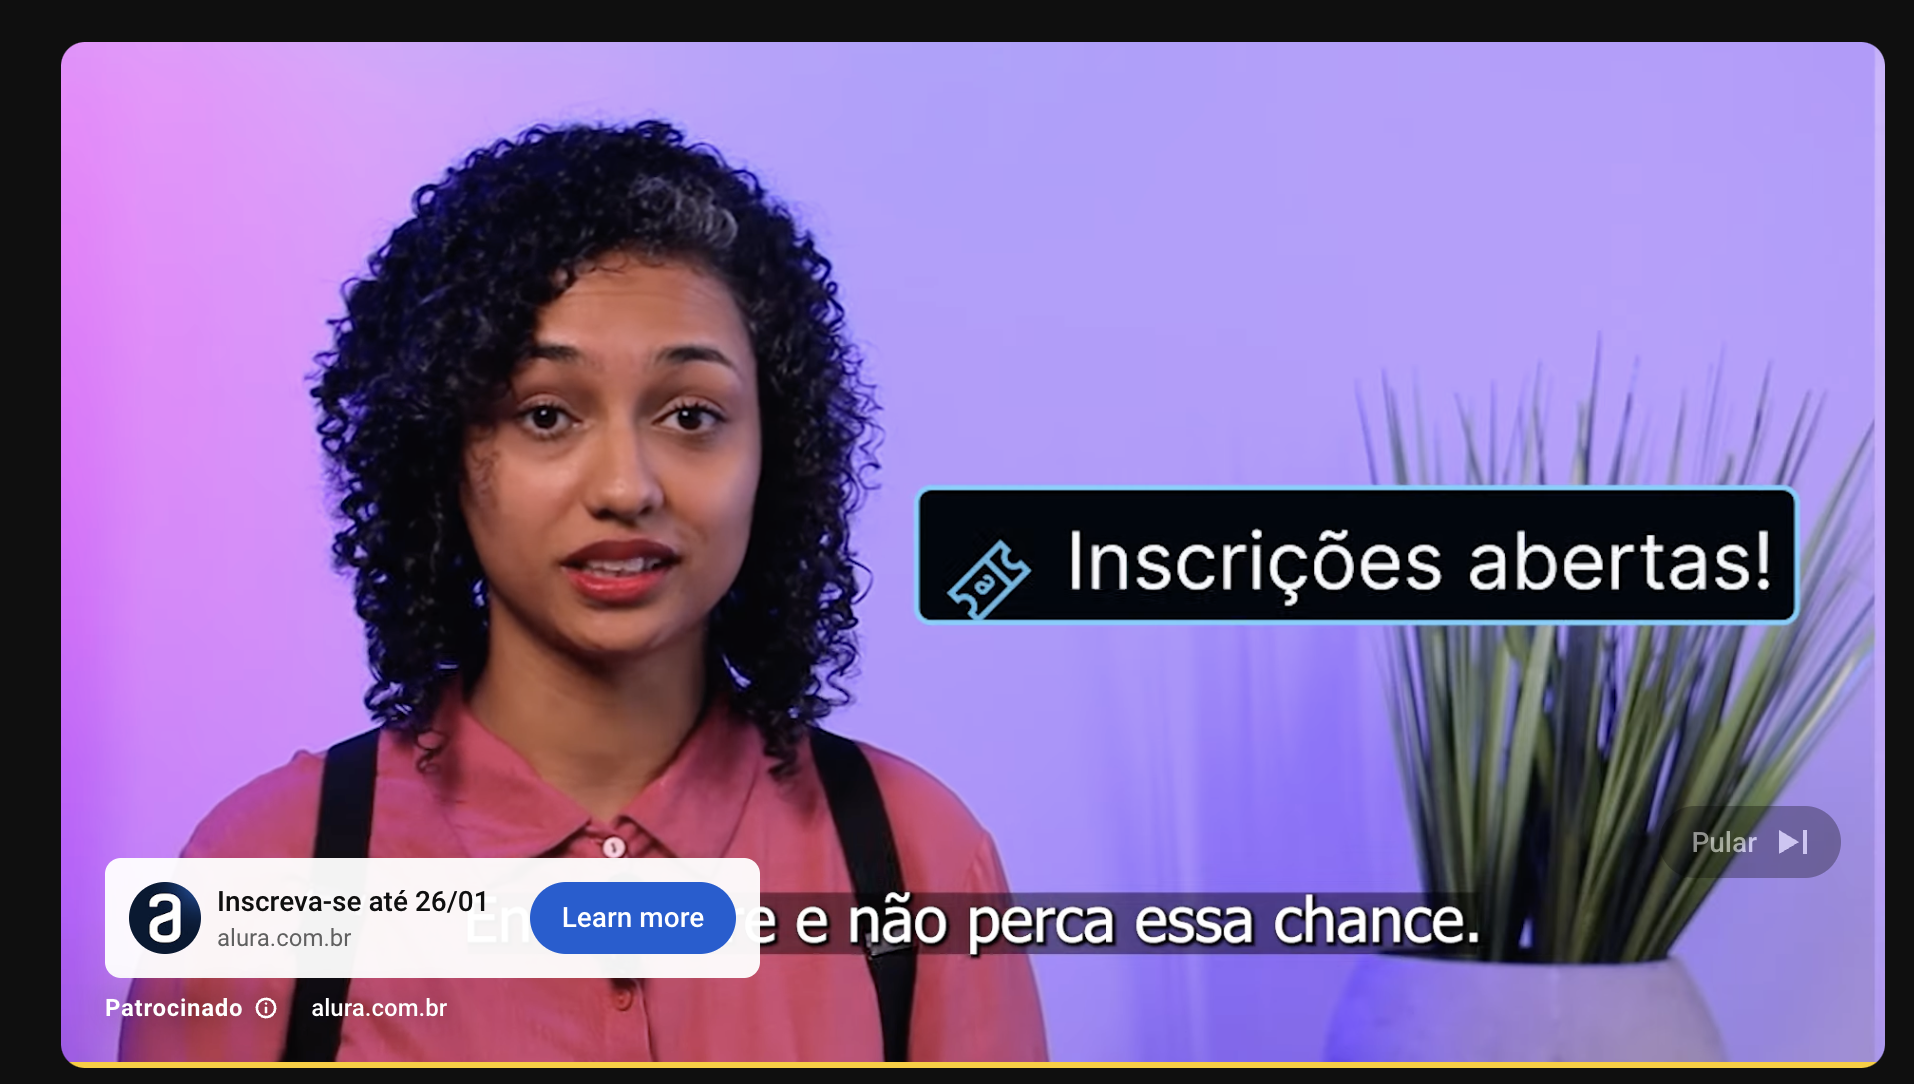 Inscrições abertas!
Pular
Inscreva-se até 26/01
Learn more
alura.com.br
e não perca essa chance.
Patrocinado
alura.com.br